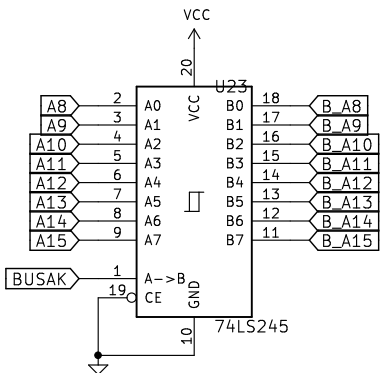 VCC
20
U23
VCC
A8 2 A0 B0 18 B_A8
A9 3 A1 B1 17 B_A9
A10 4 A2 B2 16 B_A10
A11 5 A3 B3 15 B_A11
A12 6 A4 B4 14 B_A12
A13 7 A5 B5 13 B_A13
A14 8 A6 B6 12 B_A14
A15 9 A7 B7 11 B_A15
BUSAK 1 A->B
19 CE
GND
10
74LS245